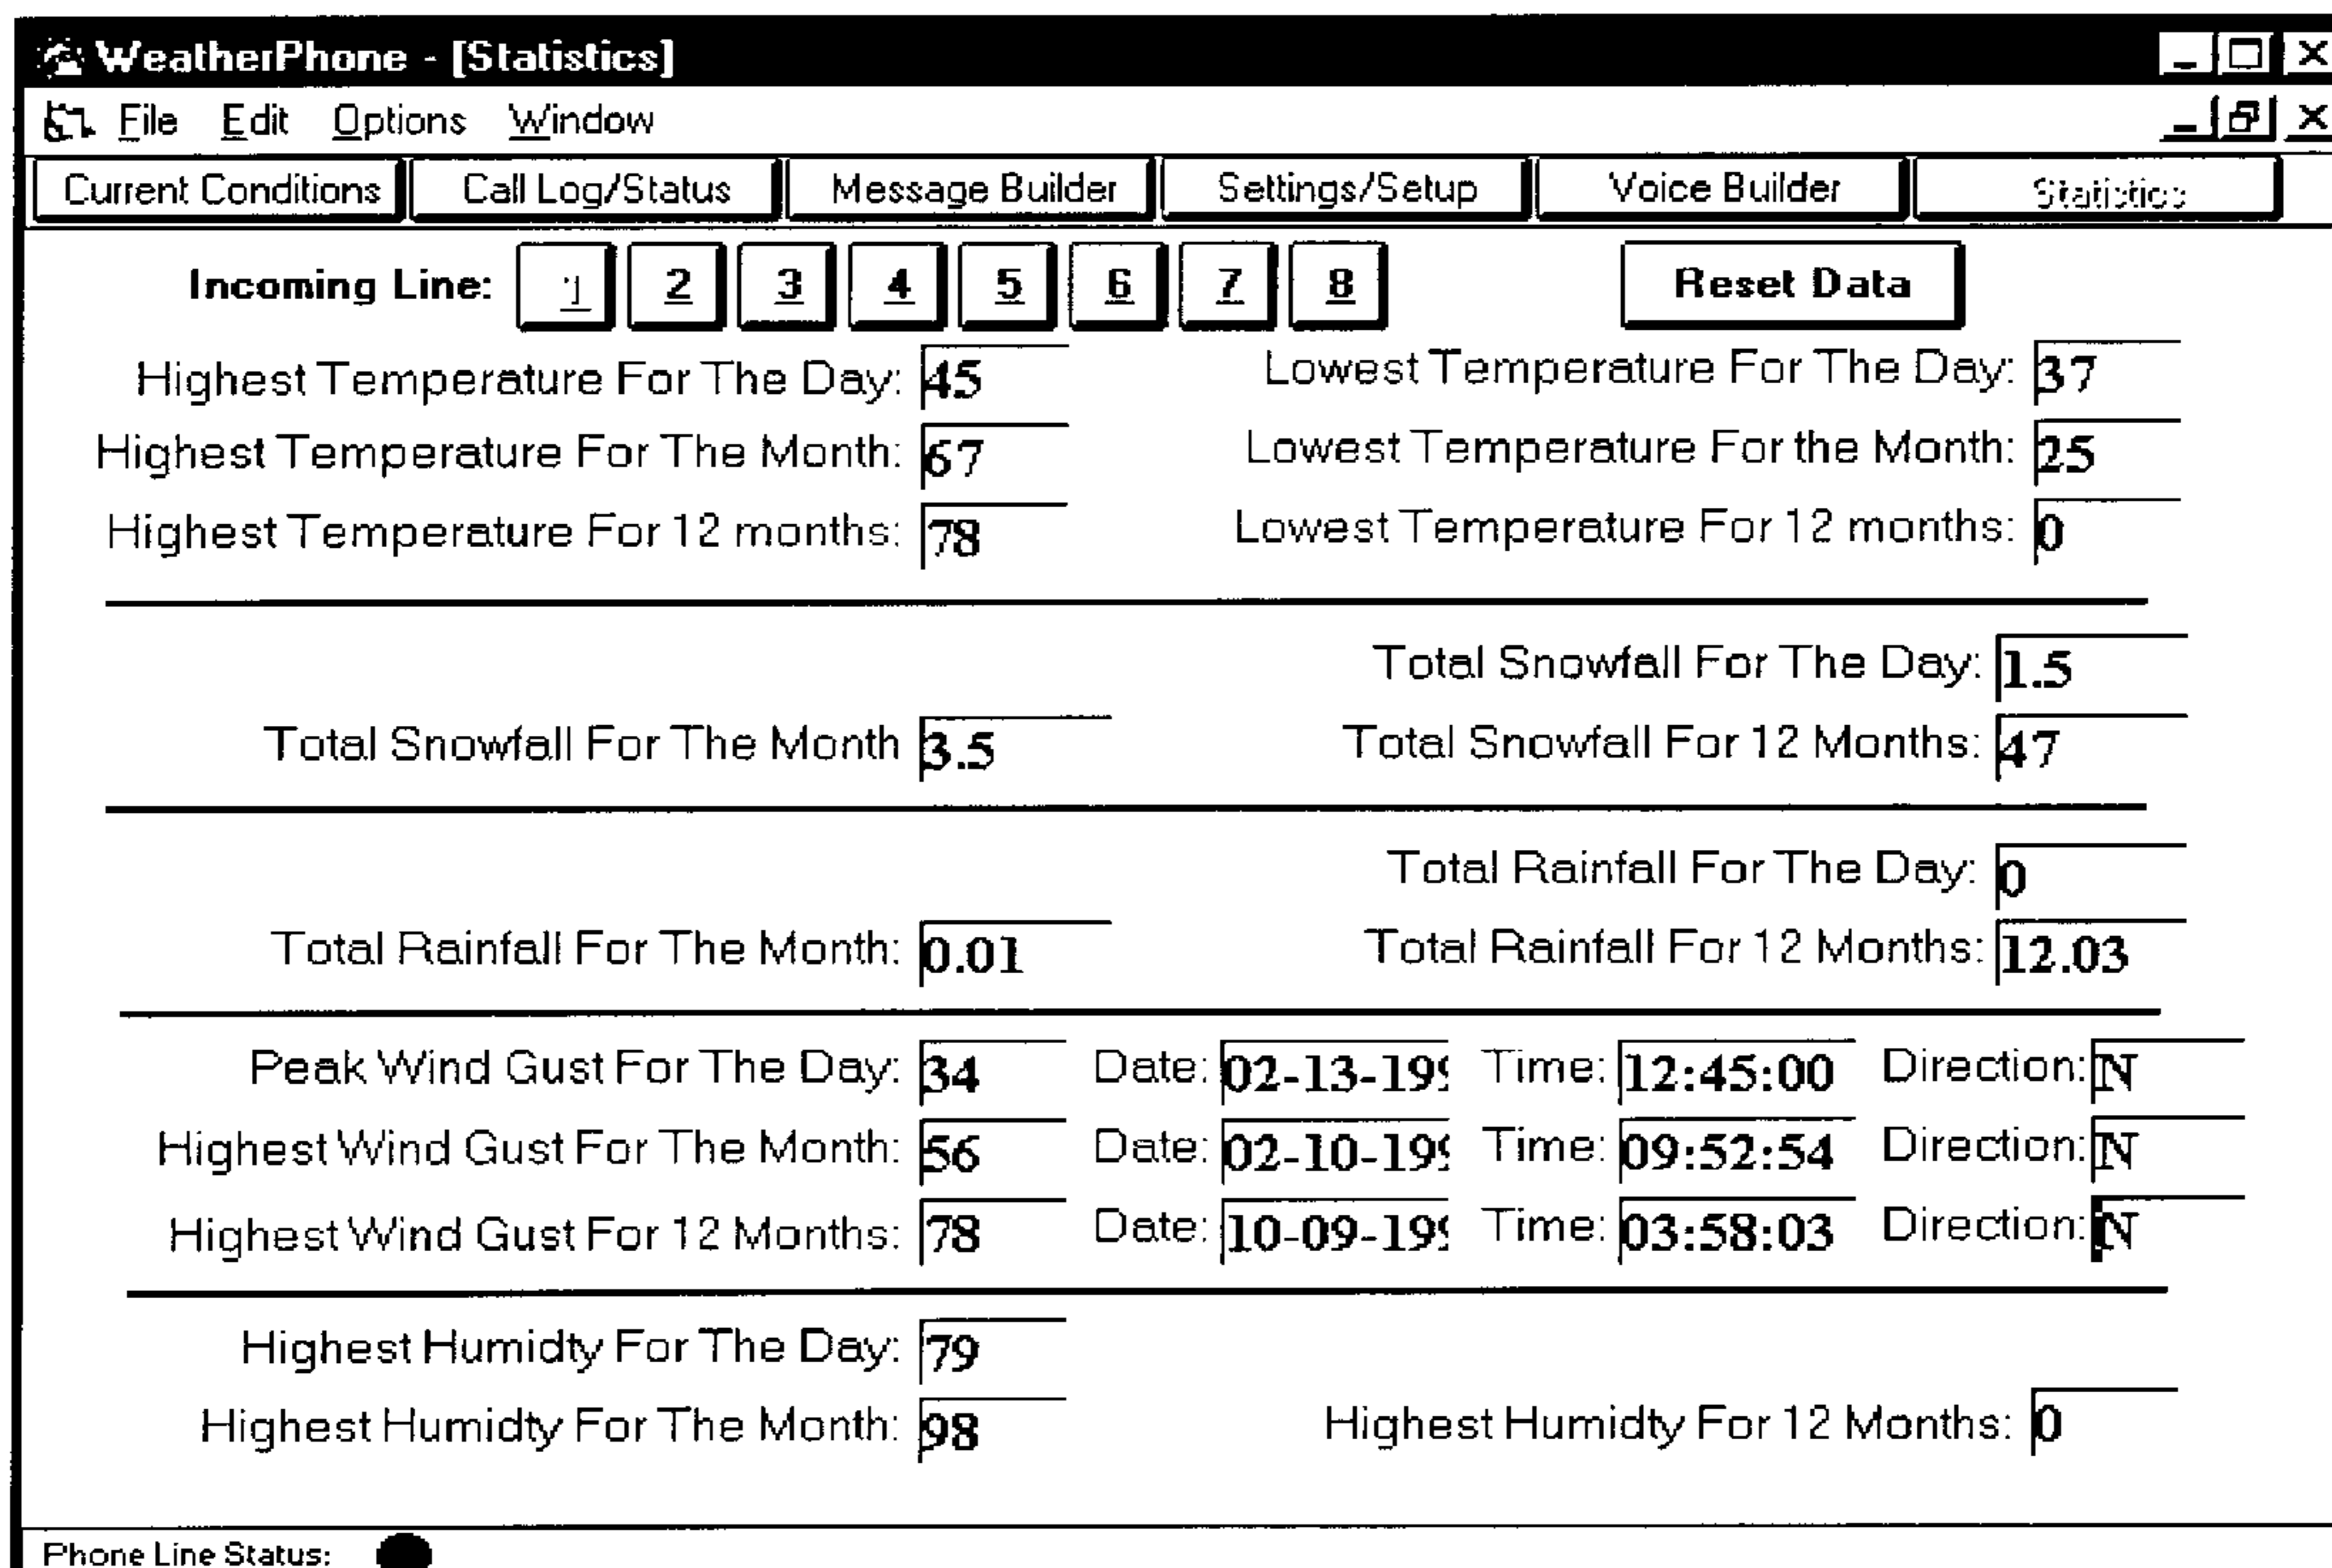 WeatherPhone - [Statistics]
File Edit Options Window
Current Conditions Call Log/Status Message Builder Settings/Setup Voice Builder Statistics
Incoming Line: 1 2 3 4 5 6 7 8 Reset Data
Highest Temperature For The Day: 45 Lowest Temperature For The Day: 37
Highest Temperature For The Month: 67 Lowest Temperature For the Month: 25
Highest Temperature For 12 months: 78 Lowest Temperature For 12 months: 0
Total Snowfall For The Day: 1.5
Total Snowfall For The Month 3.5 Total Snowfall For 12 Months: 47
Total Rainfall For The Day: 0
Total Rainfall For The Month: 0.01 Total Rainfall For 12 Months: 12.03
Peak Wind Gust For The Day: 34 Date: 02-13-199 Time: 12:45:00 Direction: N
Highest Wind Gust For The Month: 56 Date: 02-10-199 Time: 09:52:54 Direction: N
Highest Wind Gust For 12 Months: 78 Date: 10-09-199 Time: 03:58:03 Direction: N
Highest Humidty For The Day: 79
Highest Humidty For The Month: 98 Highest Humidty For 12 Months: 0
Phone Line Status: